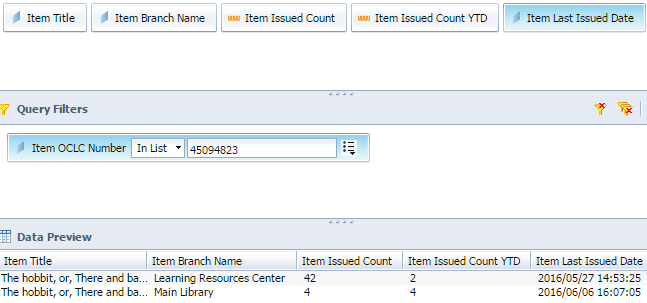 Item Title Item Branch Name Item Issued Count Item Issued Count YTD Item Last Issued Date
Query Filters
Item OCLC Number In List 45094823
Data Preview
Item Title Item Branch Name Item Issued Count Item Issued Count YTD Item Last Issued Date
The hobbit, or, There and ba... Learning Resources Center 42 2 2016/05/27 14:53:25
The hobbit, or, There and ba... Main Library 4 4 2016/06/06 16:07:05